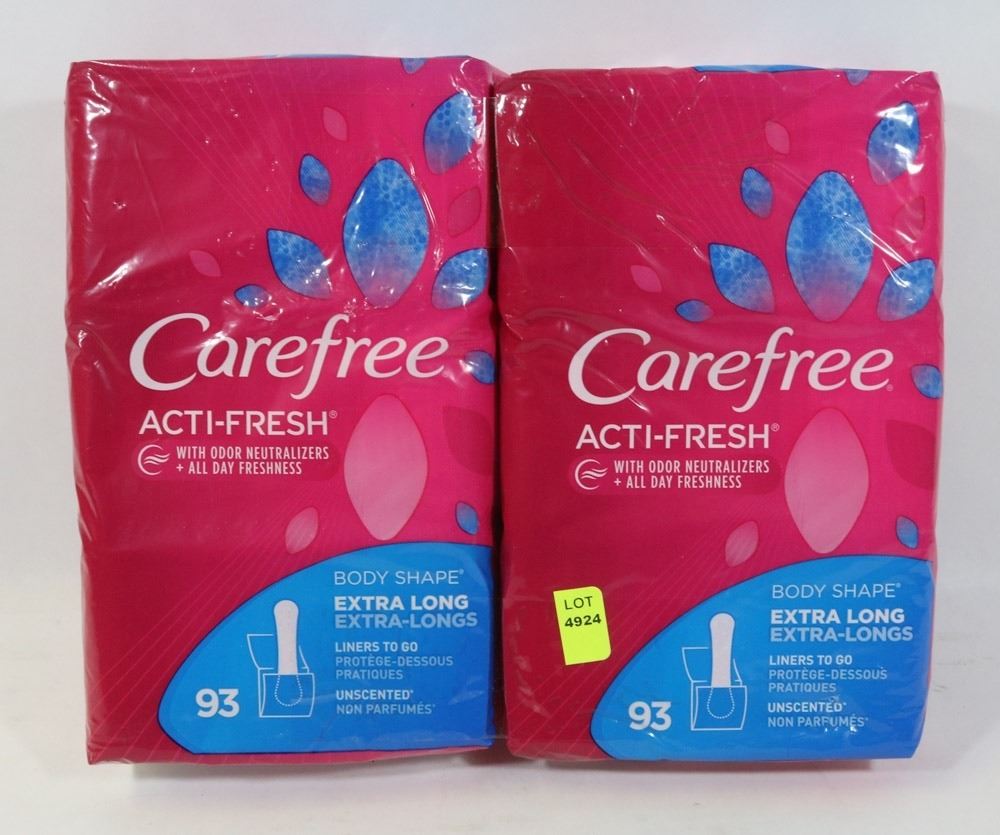 Carefree
ACTI-FRESH®
WITH ODOR NEUTRALIZERS
+ ALL DAY FRESHNESS
BODY SHAPE®
EXTRA LONG
EXTRA-LONGS
LINERS TO GO
PROTÈGE-DESSOUS
PRATIQUES
UNSCENTED*
NON PARFUMÉS*
93
Carefree®
ACTI-FRESH®
WITH ODOR NEUTRALIZERS
+ ALL DAY FRESHNESS
LOT
4924
BODY SHAPE®
EXTRA LONG
EXTRA-LONGS
LINERS TO GO
PROTÈGE-DESSOUS
PRATIQUES
UNSCENTED*
NON PARFUMÉS*
93